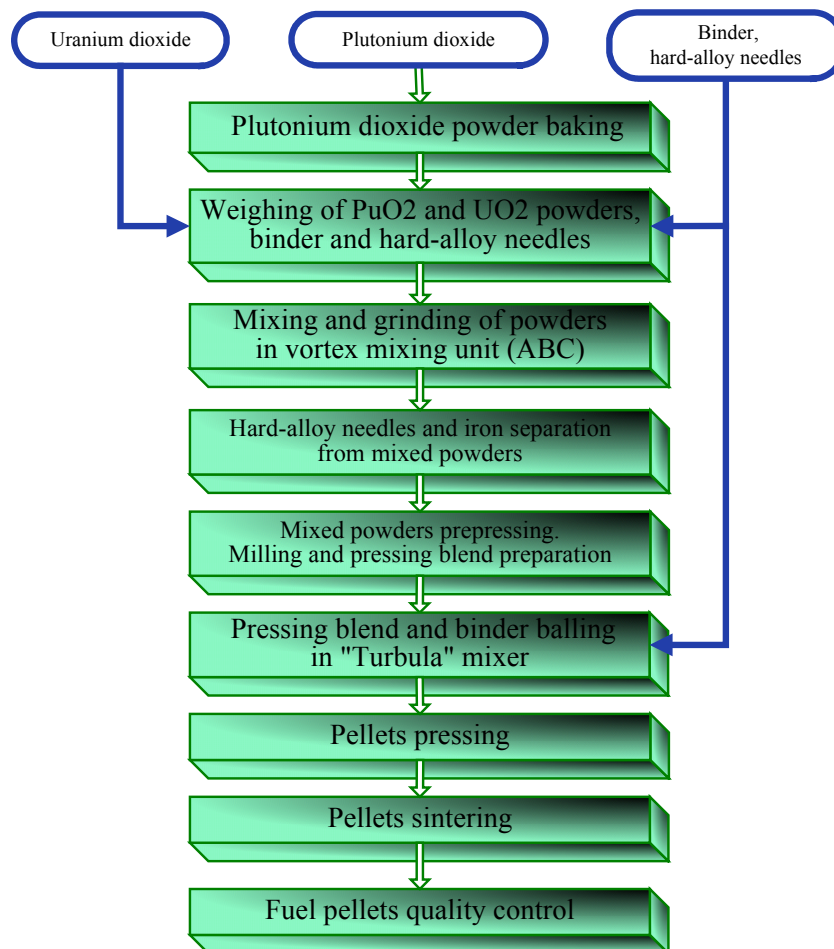 Uranium dioxide
Plutonium dioxide
Binder,
hard-alloy needles
Plutonium dioxide powder baking
Weighing of PuO2 and UO2 powders,
binder and hard-alloy needles
Mixing and grinding of powders
in vortex mixing unit (ABC)
Hard-alloy needles and iron separation
from mixed powders
Mixed powders prepressing.
Milling and pressing blend preparation
Pressing blend and binder balling
in "Turbula" mixer
Pellets pressing
Pellets sintering
Fuel pellets quality control